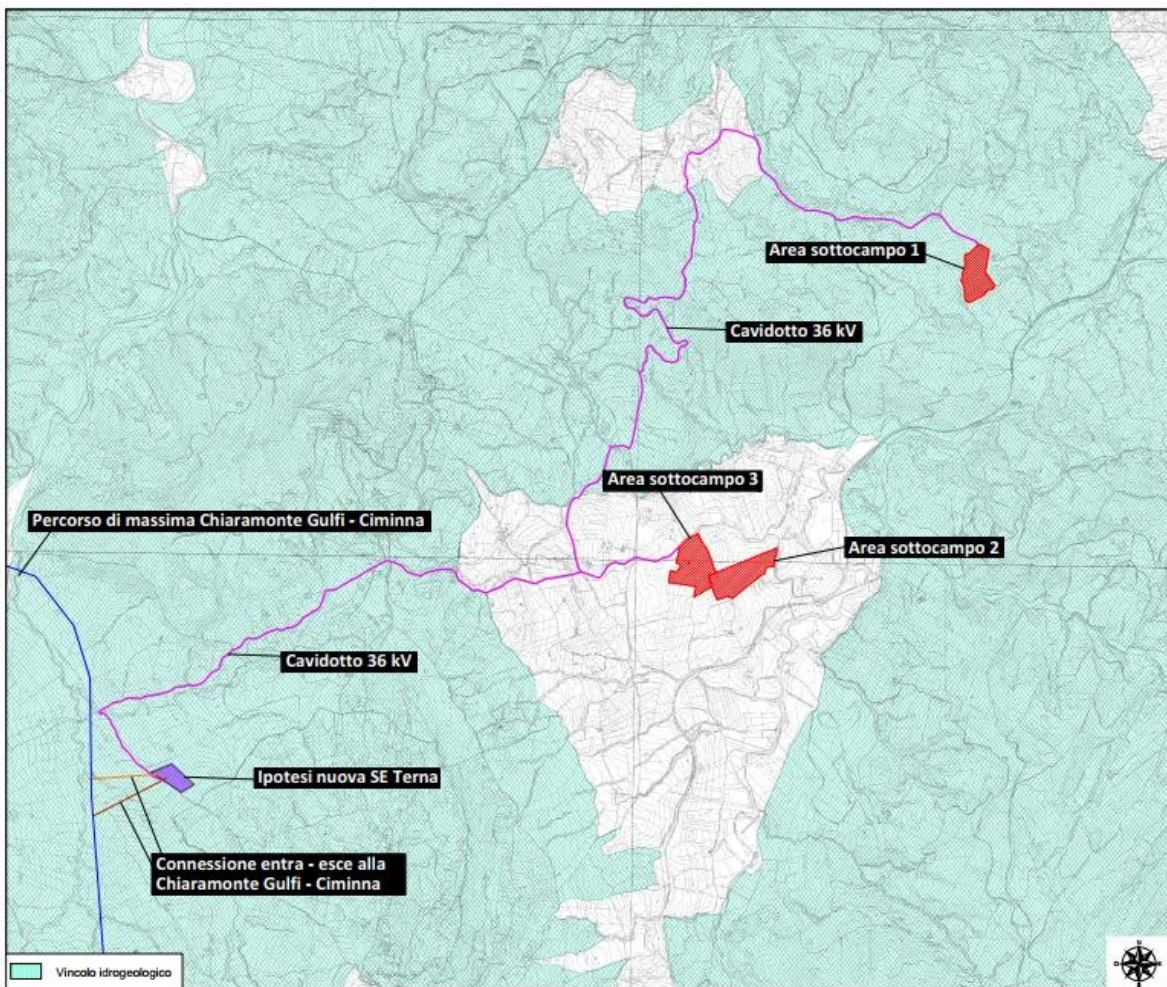 Area sottocampo 1
Cavidotto 36 kV
Area sottocampo 3
Percorso di massima Chiaramonte Gulfi - Ciminna
Area sottocampo 2
Cavidotto 36 kV
Ipotesi nuova SE Terna
Connessione entra - esce alla
Chiaramonte Gulfi - Ciminna
Vincolo idrogeologico